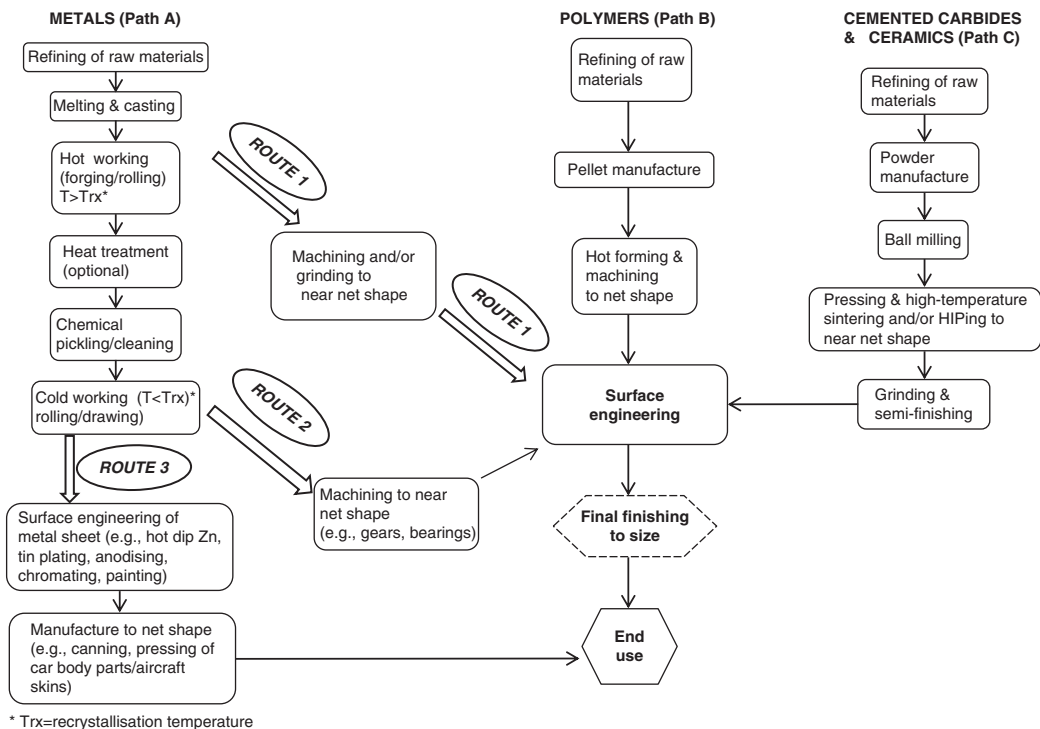 METALS (Path A)
Refining of raw materials
Melting & casting
Hot working
(forging/rolling)
T>Trx*
Heat treatment
(optional)
Chemical
pickling/cleaning
Cold working (T<Trx)*
rolling/drawing)
ROUTE 3
Surface engineering of
metal sheet (e.g., hot dip Zn,
tin plating, anodising,
chromating, painting)
Manufacture to net shape
(e.g., canning, pressing of
car body parts/aircraft
skins)
* Trx=recrystallisation temperature
ROUTE 1
Machining and/or
grinding to
near net shape
ROUTE 1
ROUTE 2
Machining to near
net shape
(e.g., gears, bearings)
POLYMERS (Path B)
Refining of raw
materials
Pellet manufacture
Hot forming &
machining
to net shape
Surface
engineering
Final finishing
to size
End
use
CEMENTED CARBIDES
& CERAMICS (Path C)
Refining of raw
materials
Powder
manufacture
Ball milling
Pressing & high-temperature
sintering and/or HIPing to
near net shape
Grinding &
semi-finishing